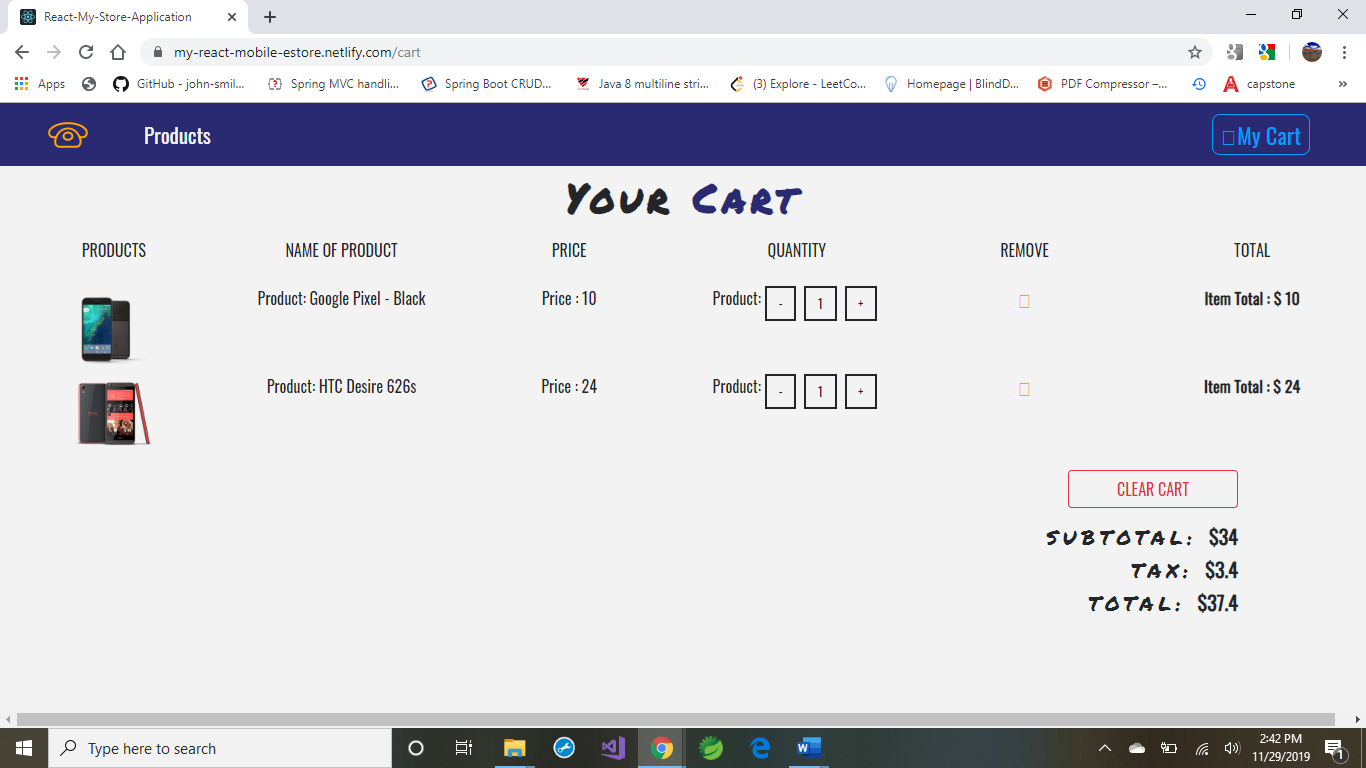 React-My-Store-Application
my-react-mobile-estore.netlify.com/cart
Apps GitHub - john-smil... Spring MVC handli... Spring Boot CRUD... Java 8 multiline stri... (3) Explore - LeetCo... Homepage | BlindD... PDF Compressor –... capstone »
Products My Cart
YOUR CART
PRODUCTS NAME OF PRODUCT PRICE QUANTITY REMOVE TOTAL
Product: Google Pixel - Black Price : 10 Product: - 1 + Item Total : $ 10
Product: HTC Desire 626s Price : 24 Product: - 1 + Item Total : $ 24
CLEAR CART
SUBTOTAL: $34
TAX: $3.4
TOTAL: $37.4
Type here to search
2:42 PM
11/29/2019
1